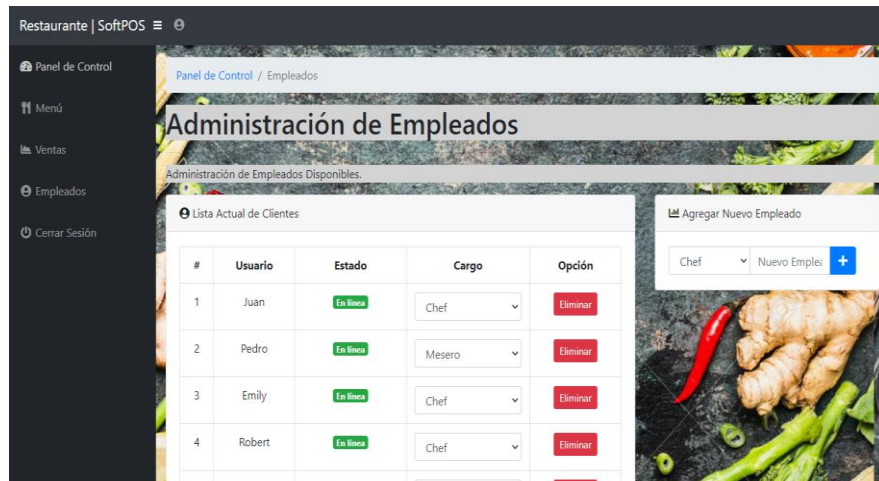 Restaurante | SoftPOS
Panel de Control
Menú
Ventas
Empleados
Cerrar Sesión
Panel de Control / Empleados
Administración de Empleados
Administración de Empleados Disponibles.
Lista Actual de Clientes
# Usuario Estado Cargo Opción
1 Juan En línea Chef Eliminar
2 Pedro En línea Mesero Eliminar
3 Emily En línea Chef Eliminar
4 Robert En línea Chef Eliminar
Agregar Nuevo Empleado
Chef Nuevo Emplea +